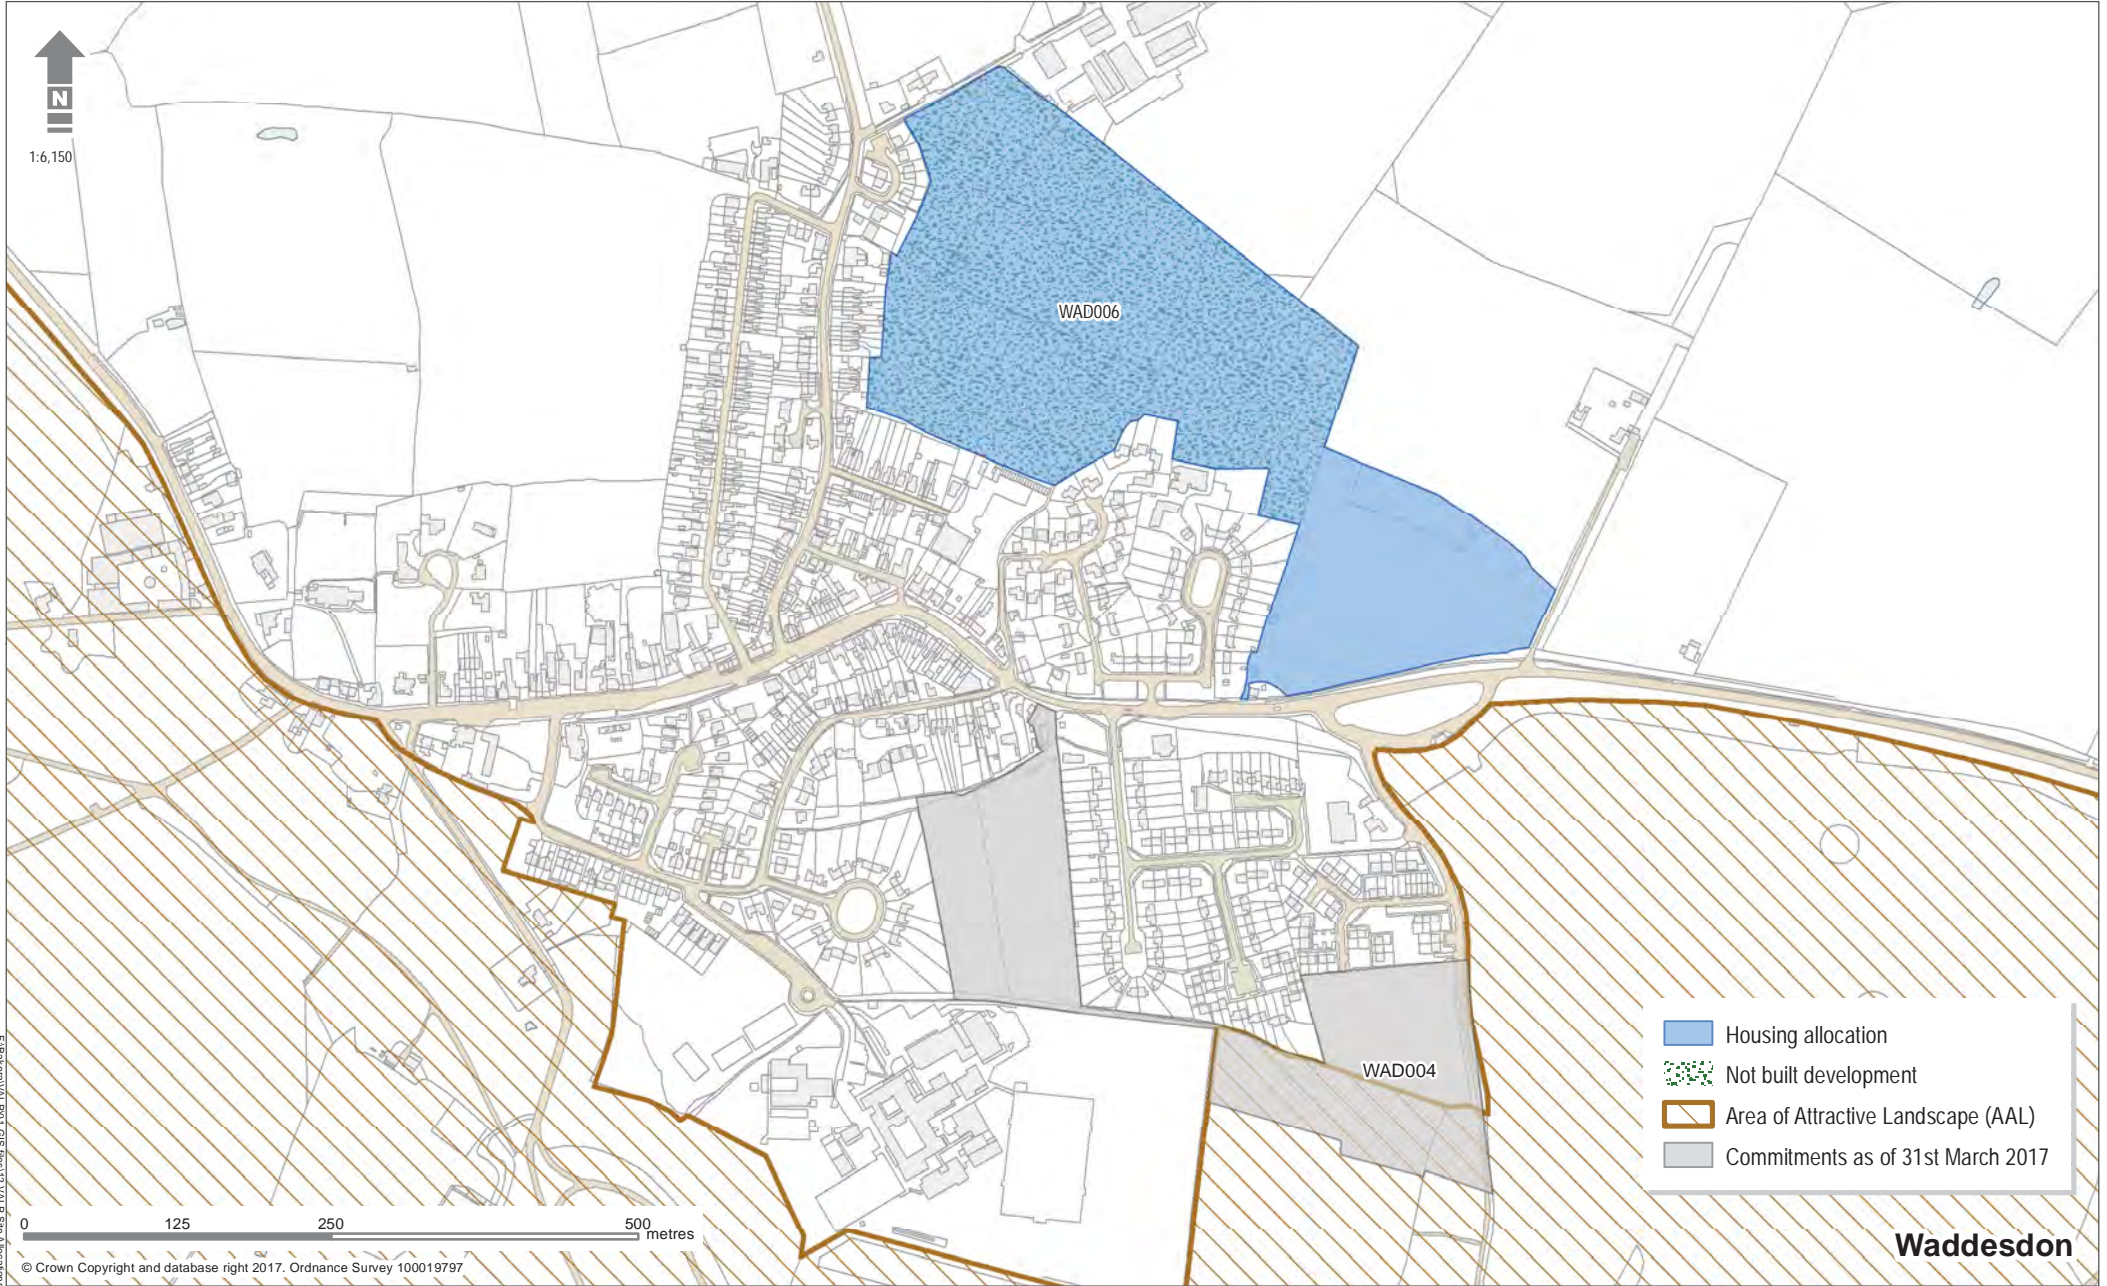 N
1:6,150
WAD006
WAD004
Housing allocation
Not built development
Area of Attractive Landscape (AAL)
Commitments as of 31st March 2017
0 125 250 500
metres
© Crown Copyright and database right 2017. Ordnance Survey 100019797
Waddesdon